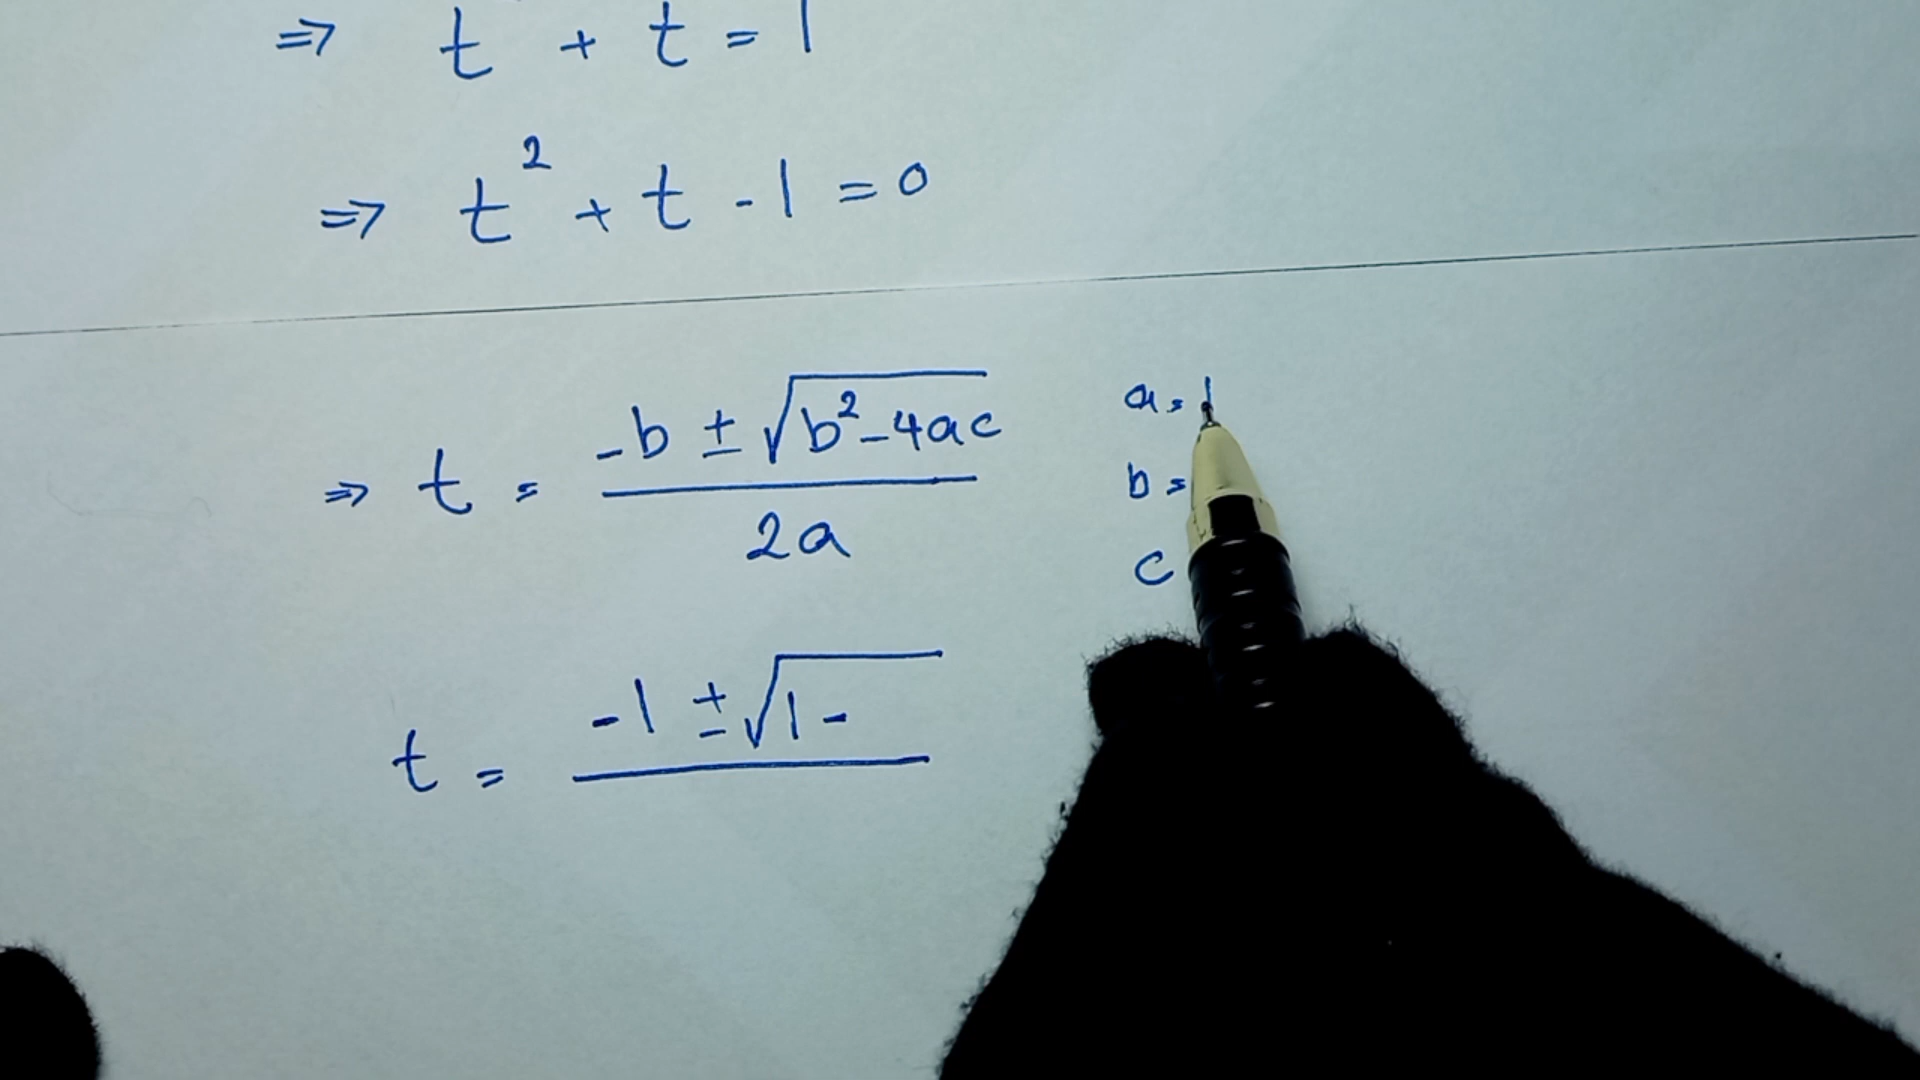 ⇒ t + t = 1
⇒ t² + t - 1 = 0
⇒ t = (-b ± √(b² - 4ac)) / 2a
a = 1
b =
c
t = (-1 ± √(1 -